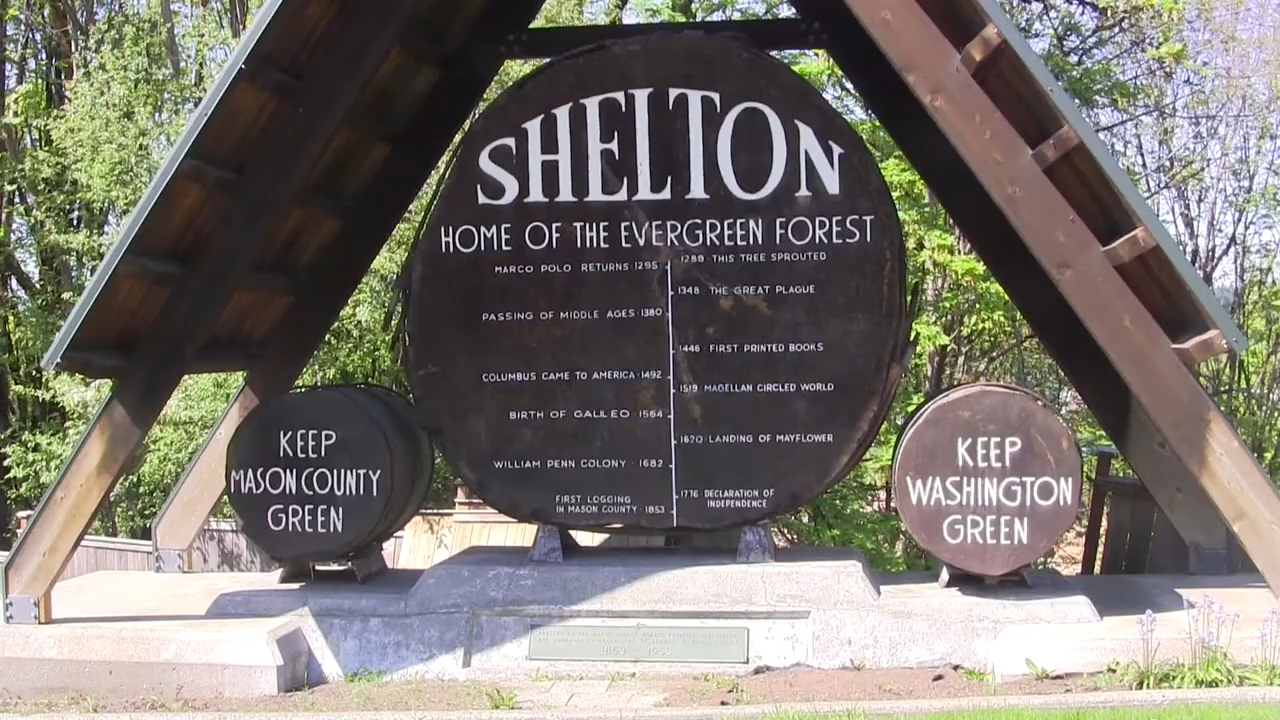 SHELTON
HOME OF THE EVERGREEN FOREST
1289 THIS TREE SPROUTED
MARCO POLO RETURNS · 1295
1348 THE GREAT PLAGUE
PASSING OF MIDDLE AGES · 1380
1446 FIRST PRINTED BOOKS
COLUMBUS CAME TO AMERICA · 1492
1519 MAGELLAN CIRCLED WORLD
BIRTH OF GALILEO · 1564
1620 LANDING OF MAYFLOWER
WILLIAM PENN COLONY · 1682
1776 DECLARATION OF
INDEPENDENCE
FIRST LOGGING
IN MASON COUNTY · 1853
KEEP
MASON COUNTY
GREEN
KEEP
WASHINGTON
GREEN
1853 1953